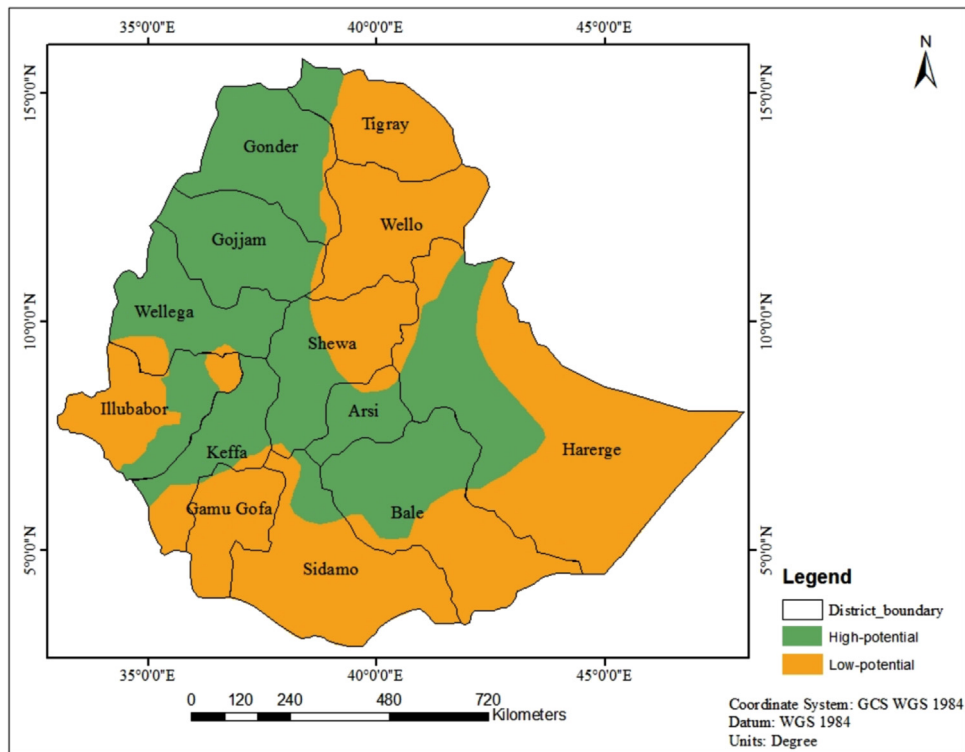 35°0'0"E 40°0'0"E 45°0'0"E
N
15°0'0"N 15°0'0"N
Tigray
Gonder
Wello
Gojjam
10°0'0"N Wellega 10°0'0"N
Shewa
Illubabor Arsi
Keffa Harerge
Gamu Gofa Bale
5°0'0"N 5°0'0"N
Sidamo
Legend
District_boundary
High-potential
Low-potential
35°0'0"E 40°0'0"E 45°0'0"E
0 120 240 480 720
Kilometers
Coordinate System: GCS WGS 1984
Datum: WGS 1984
Units: Degree